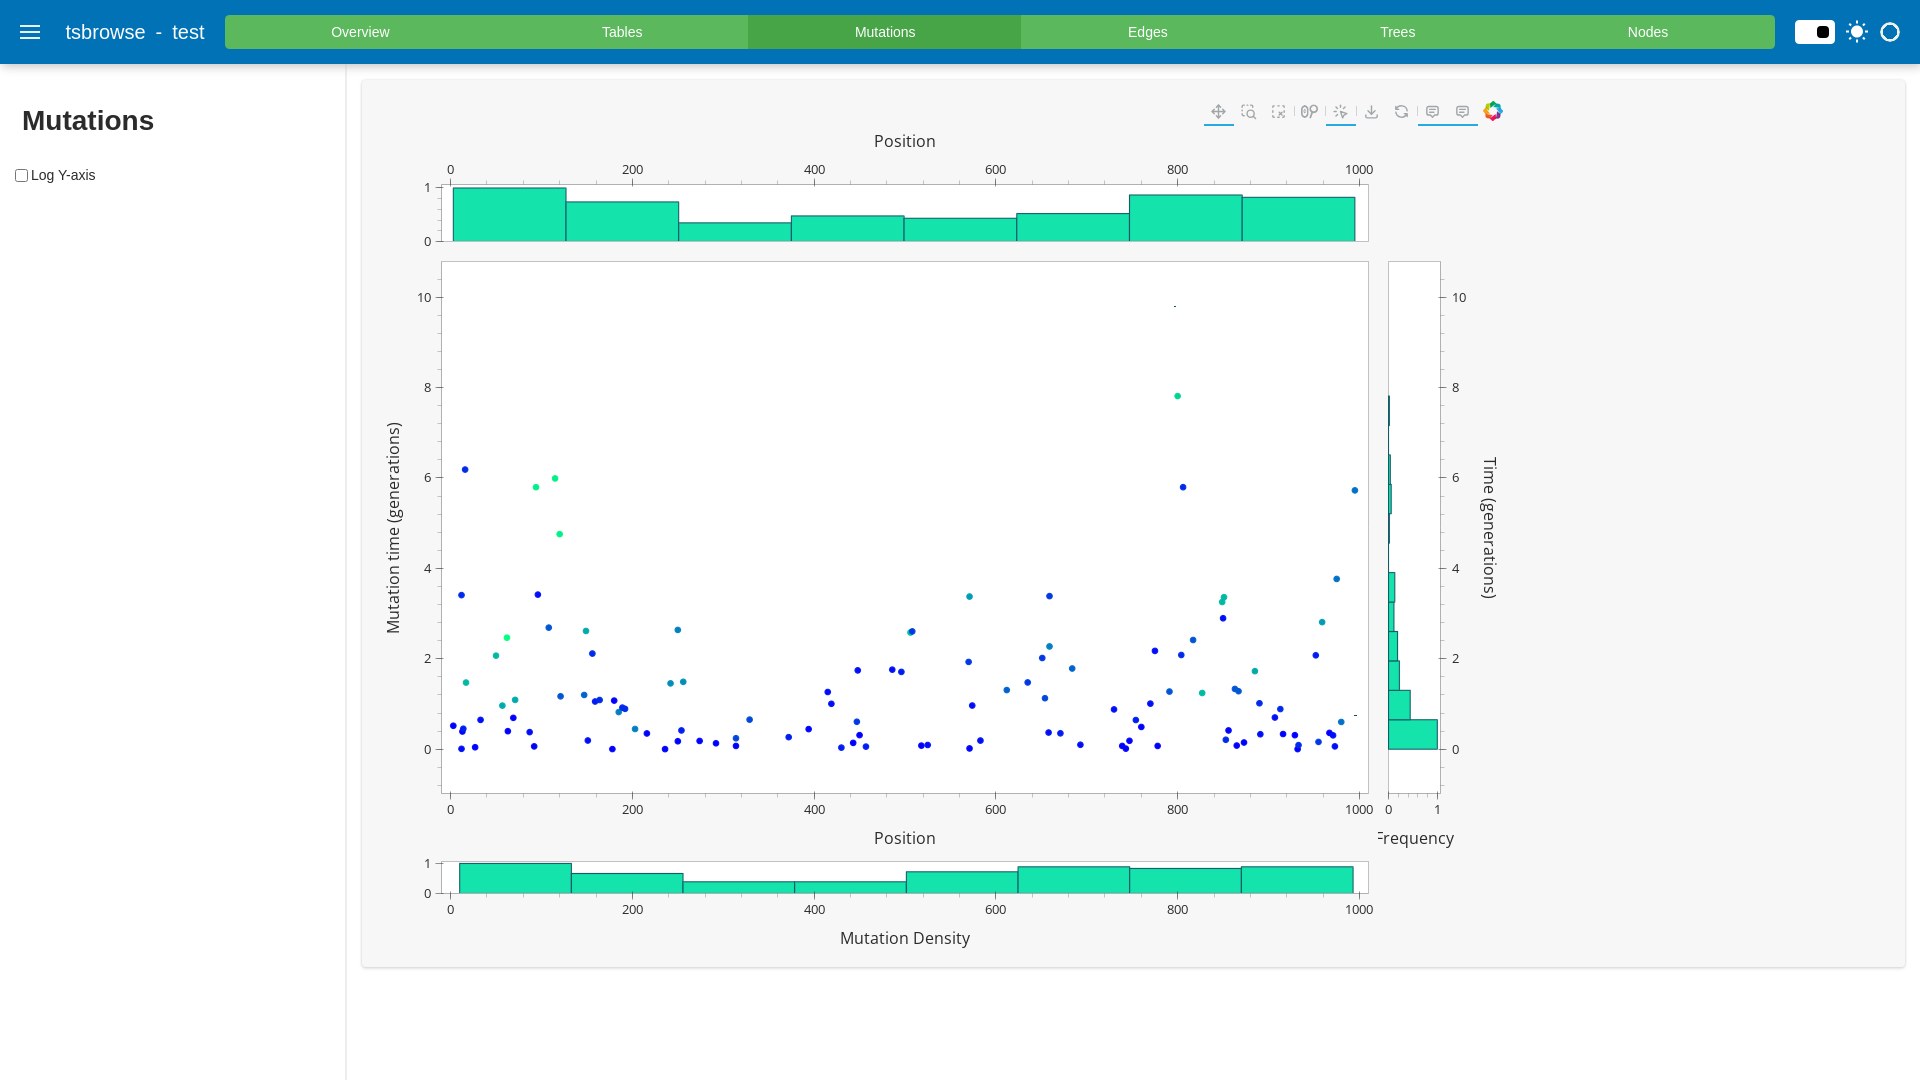 tsbrowse - test
Overview Tables Mutations Edges Trees Nodes
Mutations
Log Y-axis
Position
0 200 400 600 800 1000
1
0
10
8
6
4
2
0
Mutation time (generations)
0 200 400 600 800 1000
Position
10
8
6
4
2
0
Time (generations)
0 1
Frequency
1
0
0 200 400 600 800 1000
Mutation Density